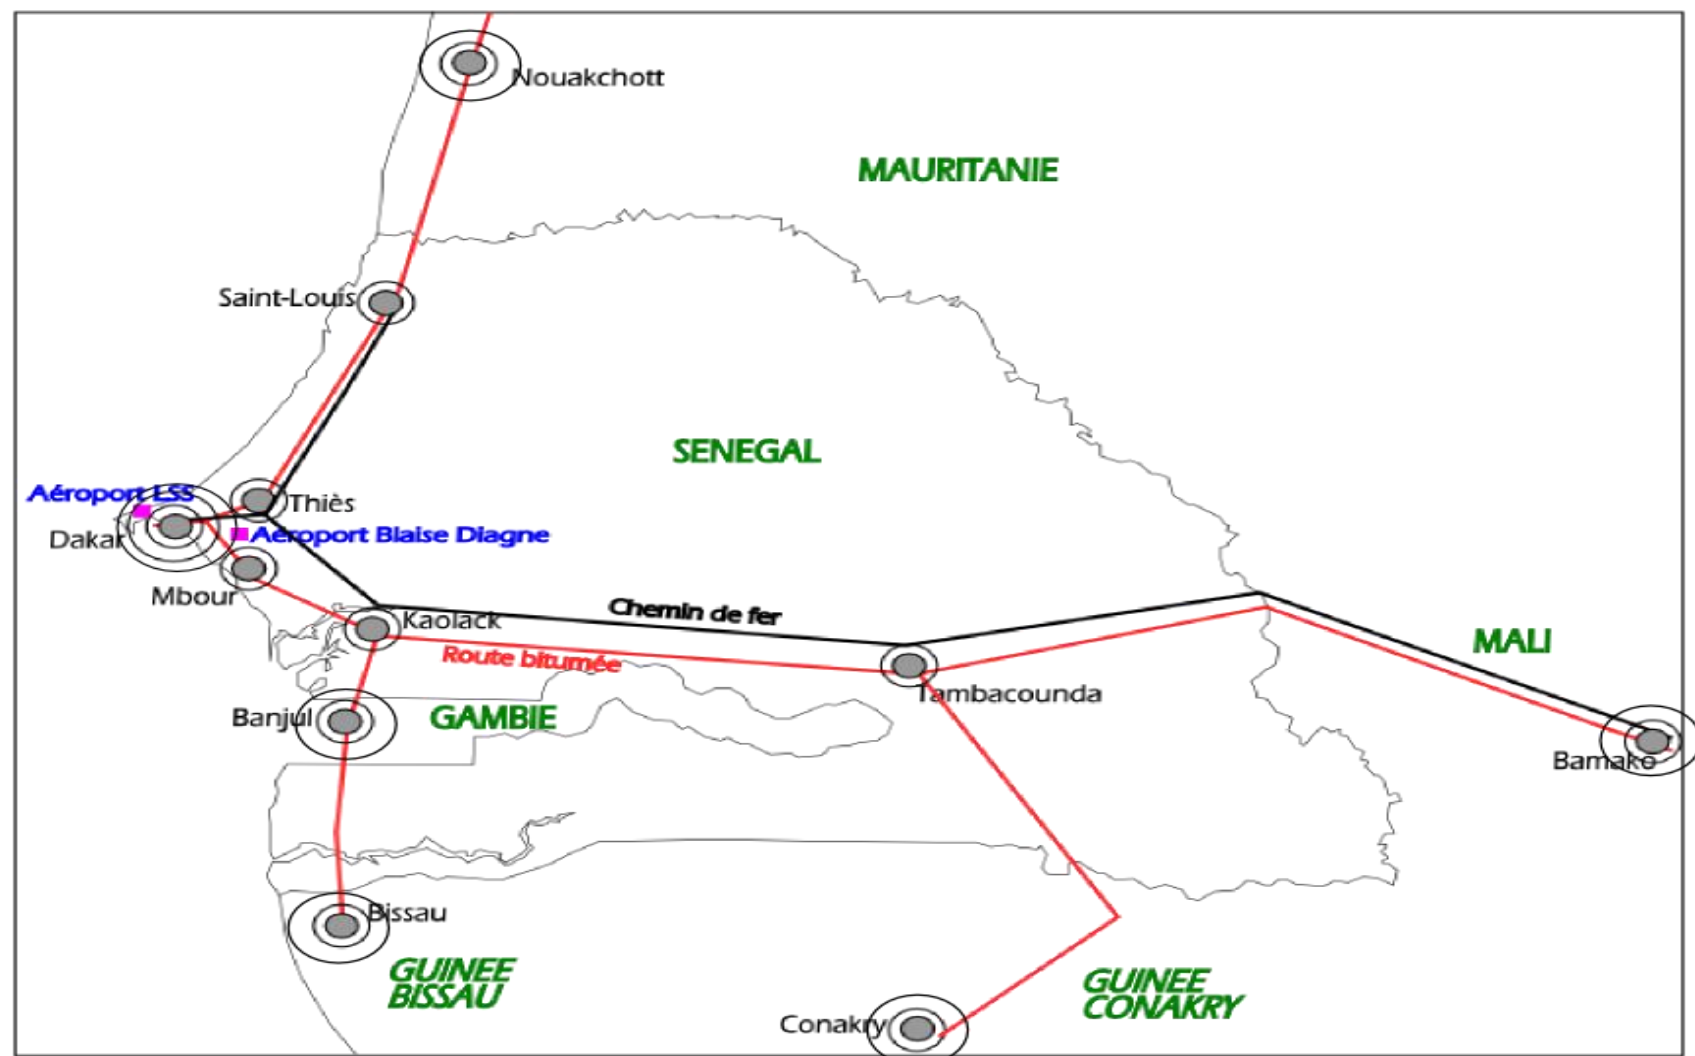 Nouakchott
MAURITANIE
Saint-Louis
SENEGAL
Aéroport LSS
Thiès
Dakar
Aéroport Blaise Diagne
Mbour
Chemin de fer
Kaolack
MALI
Route bitumée
Tambacounda
Banjul
GAMBIE
Bamako
Bissau
GUINEE
BISSAU
GUINEE
CONAKRY
Conakry